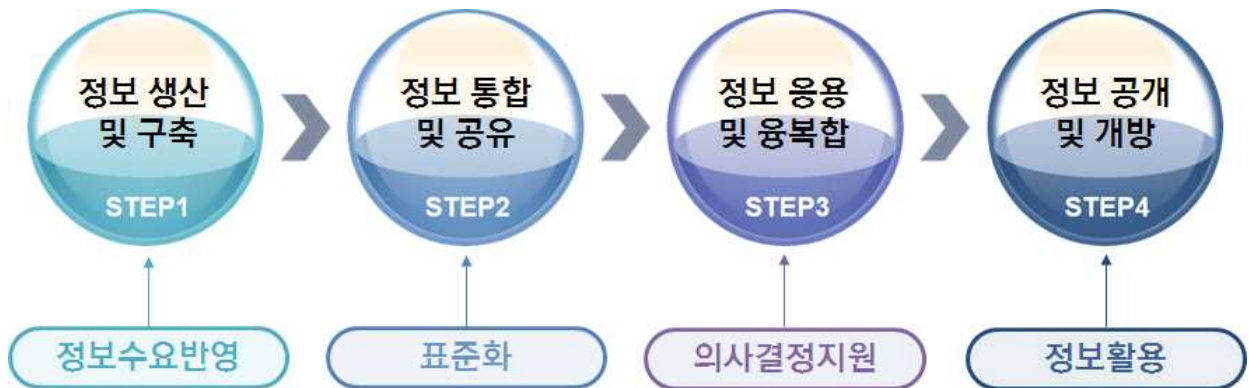 정보 생산
및 구축
STEP1
정보 통합
및 공유
STEP2
정보 응용
및 융복합
STEP3
정보 공개
및 개방
STEP4
정보수요반영
표준화
의사결정지원
정보활용